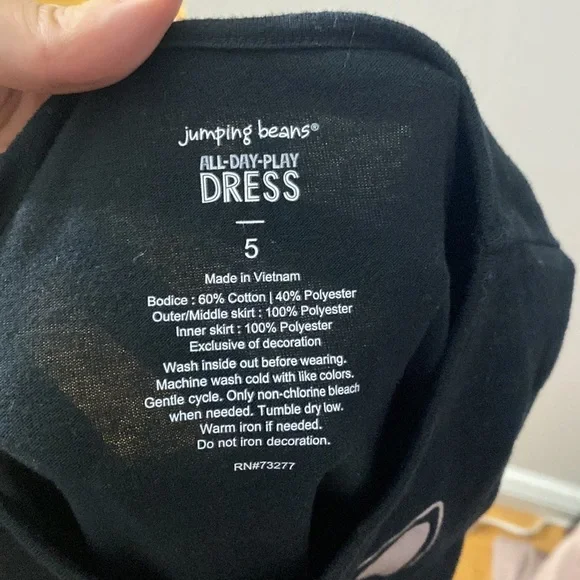 jumping beans®
ALL-DAY-PLAY
DRESS
5
Made in Vietnam
Bodice : 60% Cotton | 40% Polyester
Outer/Middle skirt : 100% Polyester
Inner skirt : 100% Polyester
Exclusive of decoration
Wash inside out before wearing.
Machine wash cold with like colors.
Gentle cycle. Only non-chlorine bleach
when needed. Tumble dry low.
Warm iron if needed.
Do not iron decoration.
RN#73277